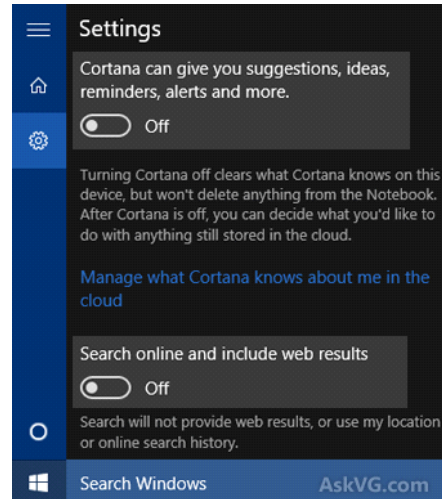 Settings
Cortana can give you suggestions, ideas,
reminders, alerts and more.
Off
Turning Cortana off clears what Cortana knows on this
device, but won't delete anything from the Notebook.
After Cortana is off, you can decide what you'd like to
do with anything still stored in the cloud.
Manage what Cortana knows about me in the
cloud
Search online and include web results
Off
Search will not provide web results, or use my location
or online search history.
Search Windows
AskVG.com